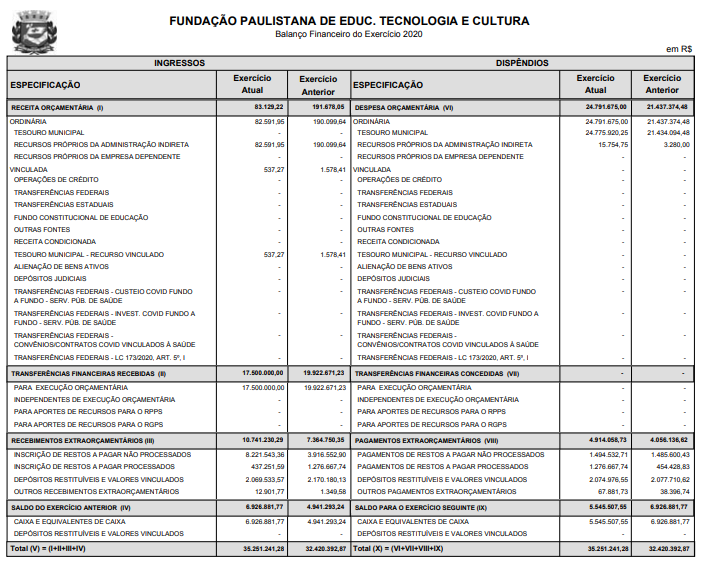 FUNDAÇÃO PAULISTANA DE EDUC. TECNOLOGIA E CULTURA
Balanço Financeiro do Exercício 2020
em R$
INGRESSOS DISPÊNDIOS
ESPECIFICAÇÃO Exercício Atual Exercício Anterior ESPECIFICAÇÃO Exercício Atual Exercício Anterior
RECEITA ORÇAMENTÁRIA (I) 83.129,22 191.678,05 DESPESA ORÇAMENTÁRIA (VI) 24.791.675,00 21.437.374,48
ORDINÁRIA 82.591,95 190.099,64 ORDINÁRIA 24.791.675,00 21.437.374,48
TESOURO MUNICIPAL - - TESOURO MUNICIPAL 24.775.920,25 21.434.094,48
RECURSOS PRÓPRIOS DA ADMINISTRAÇÃO INDIRETA 82.591,95 190.099,64 RECURSOS PRÓPRIOS DA ADMINISTRAÇÃO INDIRETA 15.754,75 3.280,00
RECURSOS PRÓPRIOS DA EMPRESA DEPENDENTE - - RECURSOS PRÓPRIOS DA EMPRESA DEPENDENTE - -
VINCULADA 537,27 1.578,41 VINCULADA - -
OPERAÇÕES DE CRÉDITO - - OPERAÇÕES DE CRÉDITO - -
TRANSFERÊNCIAS FEDERAIS - - TRANSFERÊNCIAS FEDERAIS - -
TRANSFERÊNCIAS ESTADUAIS - - TRANSFERÊNCIAS ESTADUAIS - -
FUNDO CONSTITUCIONAL DE EDUCAÇÃO - - FUNDO CONSTITUCIONAL DE EDUCAÇÃO - -
OUTRAS FONTES - - OUTRAS FONTES - -
RECEITA CONDICIONADA - - RECEITA CONDICIONADA - -
TESOURO MUNICIPAL - RECURSO VINCULADO 537,27 1.578,41 TESOURO MUNICIPAL - RECURSO VINCULADO - -
ALIENAÇÃO DE BENS ATIVOS - - ALIENAÇÃO DE BENS ATIVOS - -
DEPÓSITOS JUDICIAIS - - DEPÓSITOS JUDICIAIS - -
TRANSFERÊNCIAS FEDERAIS - CUSTEIO COVID FUNDO A FUNDO - SERV. PÚB. DE SAÚDE - - TRANSFERÊNCIAS FEDERAIS - CUSTEIO COVID FUNDO A FUNDO - SERV. PÚB. DE SAÚDE - -
TRANSFERÊNCIAS FEDERAIS - INVEST. COVID FUNDO A FUNDO - SERV. PÚB. DE SAÚDE - - TRANSFERÊNCIAS FEDERAIS - INVEST. COVID FUNDO A FUNDO - SERV. PÚB. DE SAÚDE - -
TRANSFERÊNCIAS FEDERAIS - CONVÊNIOS/CONTRATOS COVID VINCULADOS À SAÚDE - - TRANSFERÊNCIAS FEDERAIS - CONVÊNIOS/CONTRATOS COVID VINCULADOS À SAÚDE - -
TRANSFERÊNCIAS FEDERAIS - LC 173/2020, ART. 5º, I - - TRANSFERÊNCIAS FEDERAIS - LC 173/2020, ART. 5º, I - -
TRANSFERÊNCIAS FINANCEIRAS RECEBIDAS (II) 17.500.000,00 19.922.671,23 TRANSFERÊNCIAS FINANCEIRAS CONCEDIDAS (VII) - -
PARA EXECUÇÃO ORÇAMENTÁRIA 17.500.000,00 19.922.671,23 PARA EXECUÇÃO ORÇAMENTÁRIA - -
INDEPENDENTES DE EXECUÇÃO ORÇAMENTÁRIA - - INDEPENDENTES DE EXECUÇÃO ORÇAMENTÁRIA - -
PARA APORTES DE RECURSOS PARA O RPPS - - PARA APORTES DE RECURSOS PARA O RPPS - -
PARA APORTES DE RECURSOS PARA O RGPS - - PARA APORTES DE RECURSOS PARA O RGPS - -
RECEBIMENTOS EXTRAORÇAMENTÁRIOS (III) 10.741.230,29 7.364.750,35 PAGAMENTOS EXTRAORÇAMENTÁRIOS (VIII) 4.914.058,73 4.056.136,62
INSCRIÇÃO DE RESTOS A PAGAR NÃO PROCESSADOS 8.221.543,36 3.916.552,90 PAGAMENTOS DE RESTOS A PAGAR NÃO PROCESSADOS 1.494.532,71 1.485.600,43
INSCRIÇÃO DE RESTOS A PAGAR PROCESSADOS 437.251,59 1.276.667,74 PAGAMENTOS DE RESTOS A PAGAR PROCESSADOS 1.276.667,74 454.428,83
DEPÓSITOS RESTITUÍVEIS E VALORES VINCULADOS 2.069.533,57 2.170.180,13 DEPÓSITOS RESTITUÍVEIS E VALORES VINCULADOS 2.074.976,55 2.077.710,62
OUTROS RECEBIMENTOS EXTRAORÇAMENTÁRIOS 12.901,77 1.349,58 OUTROS PAGAMENTOS EXTRAORÇAMENTÁRIOS 67.881,73 38.396,74
SALDO DO EXERCÍCIO ANTERIOR (IV) 6.926.881,77 4.941.293,24 SALDO PARA O EXERCÍCIO SEGUINTE (IX) 5.545.507,55 6.926.881,77
CAIXA E EQUIVALENTES DE CAIXA 6.926.881,77 4.941.293,24 CAIXA E EQUIVALENTES DE CAIXA 5.545.507,55 6.926.881,77
DEPÓSITOS RESTITUÍVEIS E VALORES VINCULADOS - - DEPÓSITOS RESTITUÍVEIS E VALORES VINCULADOS - -
Total (V) = (I+II+III+IV) 35.251.241,28 32.420.392,87 Total (X) = (VI+VII+VIII+IX) 35.251.241,28 32.420.392,87